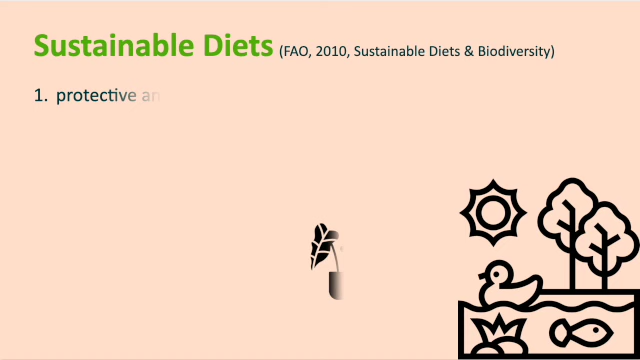 Sustainable Diets (FAO, 2010, Sustainable Diets & Biodiversity)
1. protective